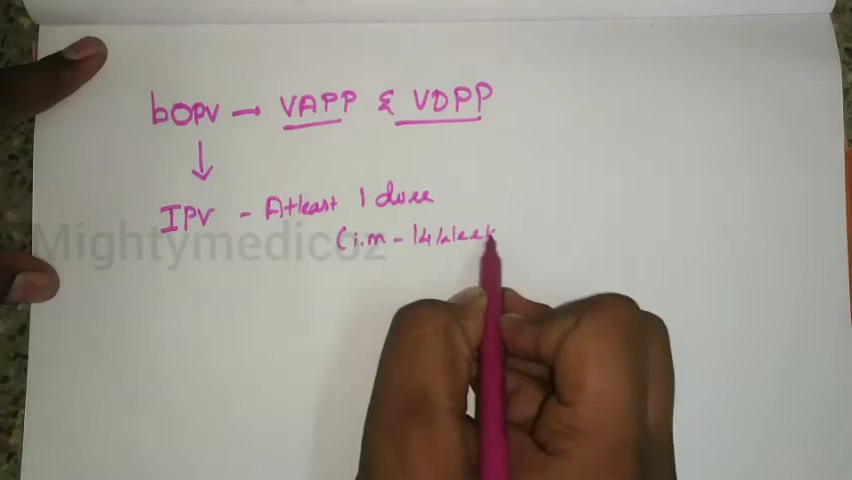 bOPV → VAPP & VDPP
↓
IPV - Atleast 1 dose
(i.m - 14 week
Mightymedicoz